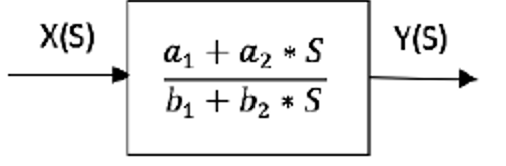 X(S)
a₁ + a₂ * S
b₁ + b₂ * S
Y(S)